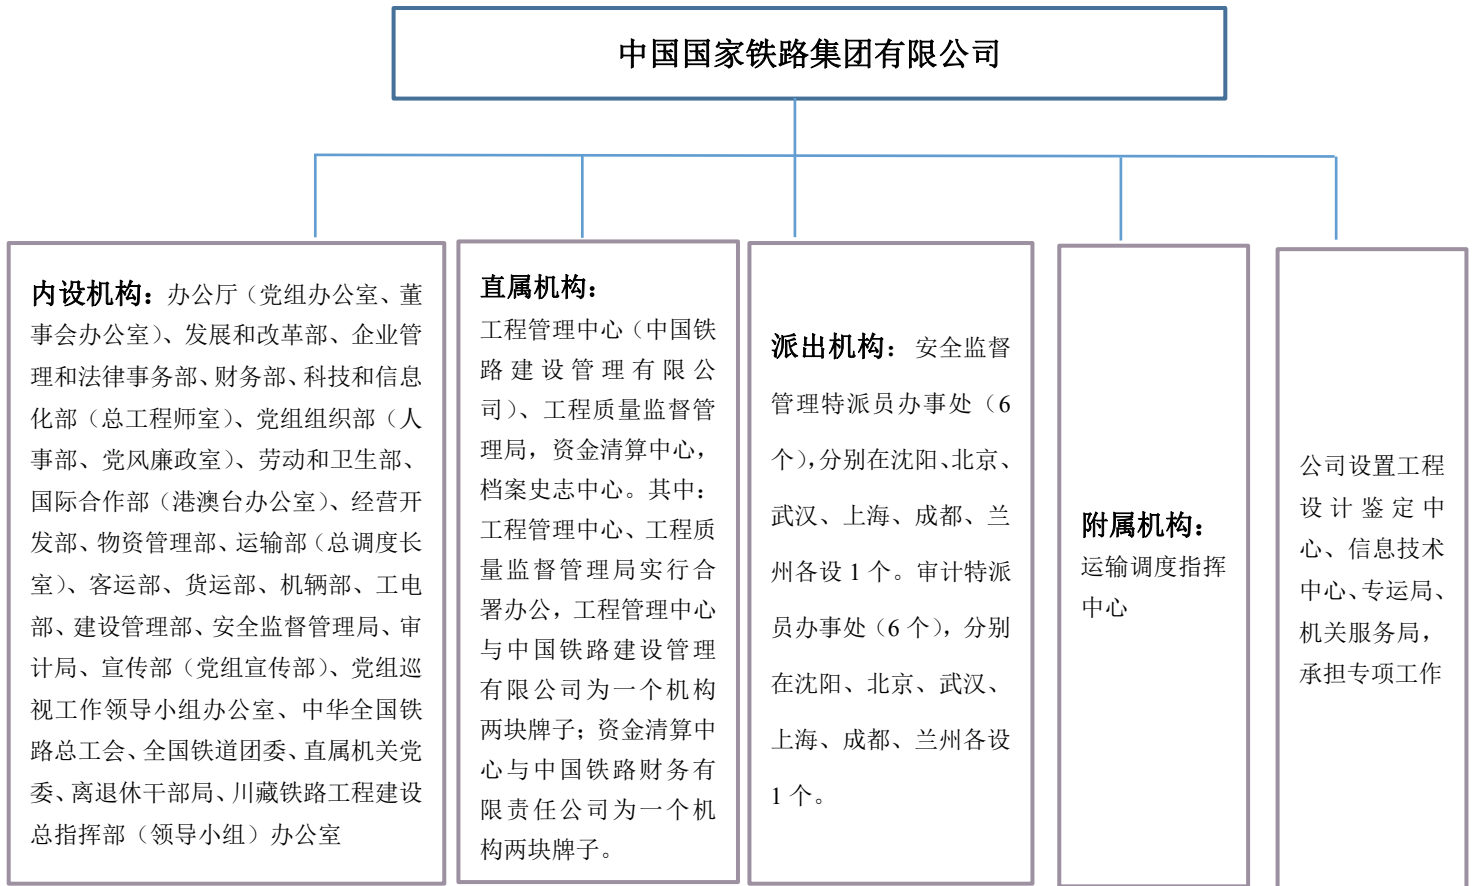 中国国家铁路集团有限公司
内设机构：办公厅（党组办公室、董
事会办公室）、发展和改革部、企业管
理和法律事务部、财务部、科技和信息
化部（总工程师室）、党组组织部（人
事部、党风廉政室）、劳动和卫生部、
国际合作部（港澳台办公室）、经营开
发部、物资管理部、运输部（总调度长
室）、客运部、货运部、机辆部、工电
部、建设管理部、安全监督管理局、审
计局、宣传部（党组宣传部）、党组巡
视工作领导小组办公室、中华全国铁
路总工会、全国铁道团委、直属机关党
委、离退休干部局、川藏铁路工程建设
总指挥部（领导小组）办公室
直属机构：
工程管理中心（中国铁
路建设管理有限公
司）、工程质量监督管
理局，资金清算中心，
档案史志中心。其中：
工程管理中心、工程质
量监督管理局实行合
署办公，工程管理中心
与中国铁路建设管理
有限公司为一个机构
两块牌子；资金清算中
心与中国铁路财务有
限责任公司为一个机
构两块牌子。
派出机构：安全监督
管理特派员办事处（6
个），分别在沈阳、北京、
武汉、上海、成都、兰
州各设 1 个。审计特派
员办事处（6 个），分别
在沈阳、北京、武汉、
上海、成都、兰州各设
1 个。
附属机构：
运输调度指挥
中心
公司设置工程
设计鉴定中
心、信息技术
中心、专运局、
机关服务局，
承担专项工作